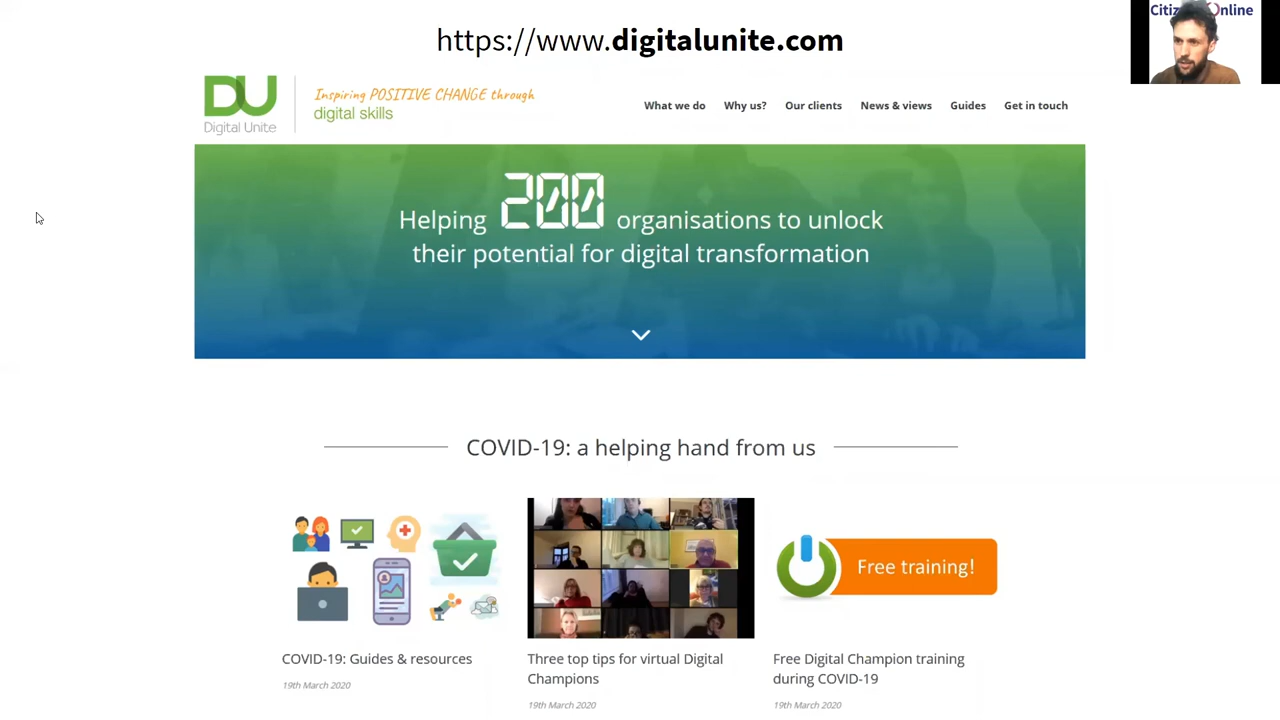 https://www.digitalunite.com
Citiz Online
DU
Digital Unite
Inspiring POSITIVE CHANGE through
digital skills
What we do
Why us?
Our clients
News & views
Guides
Get in touch
Helping 200 organisations to unlock
their potential for digital transformation
COVID-19: a helping hand from us
Free training!
COVID-19: Guides & resources
19th March 2020
Three top tips for virtual Digital
Champions
19th March 2020
Free Digital Champion training
during COVID-19
19th March 2020